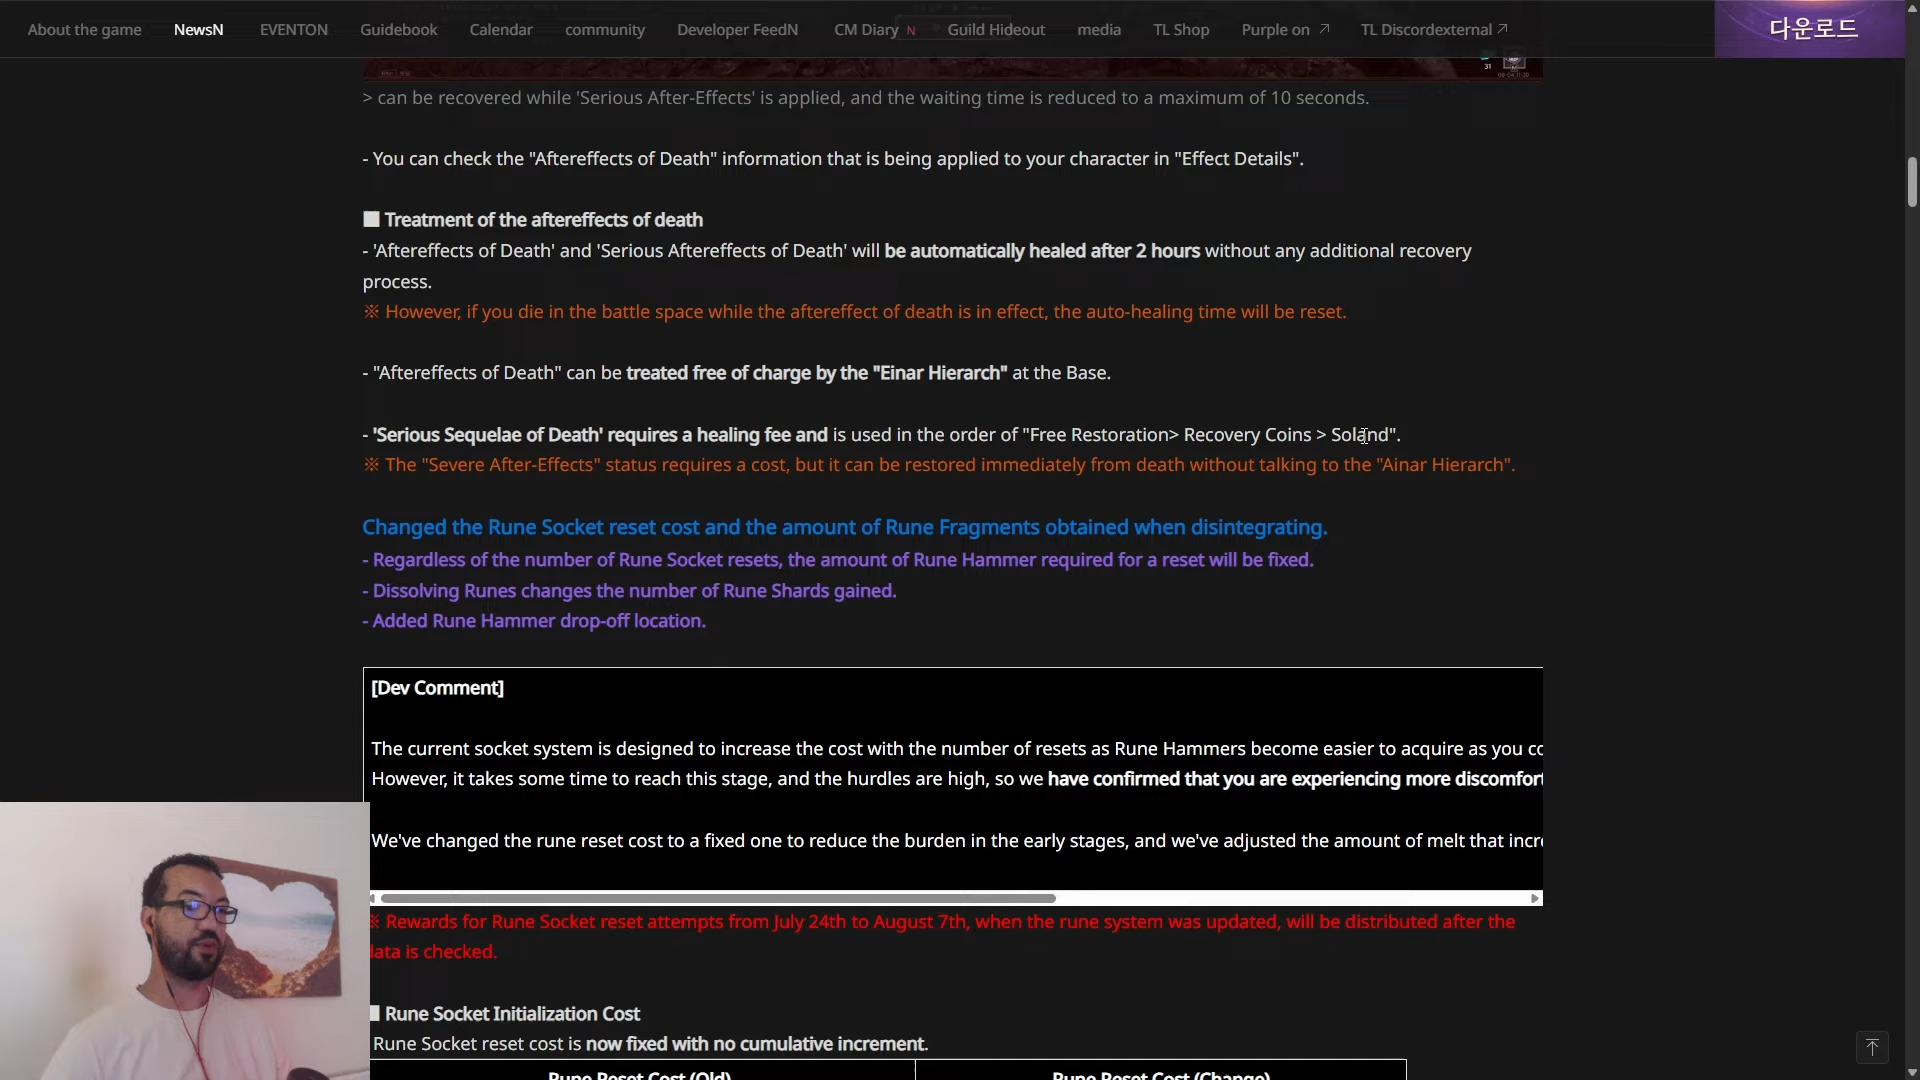 About the game NewsN EVENTON Guidebook Calendar community Developer FeedN CM Diary N Guild Hideout media TL Shop Purple on TL Discordexternal 다운로드
31
> can be recovered while 'Serious After-Effects' is applied, and the waiting time is reduced to a maximum of 10 seconds.
- You can check the "Aftereffects of Death" information that is being applied to your character in "Effect Details".
■ Treatment of the aftereffects of death
- 'Aftereffects of Death' and 'Serious Aftereffects of Death' will be automatically healed after 2 hours without any additional recovery
process.
※ However, if you die in the battle space while the aftereffect of death is in effect, the auto-healing time will be reset.
- "Aftereffects of Death" can be treated free of charge by the "Einar Hierarch" at the Base.
- 'Serious Sequelae of Death' requires a healing fee and is used in the order of "Free Restoration> Recovery Coins > Soland".
※ The "Severe After-Effects" status requires a cost, but it can be restored immediately from death without talking to the "Ainar Hierarch".
Changed the Rune Socket reset cost and the amount of Rune Fragments obtained when disintegrating.
- Regardless of the number of Rune Socket resets, the amount of Rune Hammer required for a reset will be fixed.
- Dissolving Runes changes the number of Rune Shards gained.
- Added Rune Hammer drop-off location.
[Dev Comment]
The current socket system is designed to increase the cost with the number of resets as Rune Hammers become easier to acquire as you co
However, it takes some time to reach this stage, and the hurdles are high, so we have confirmed that you are experiencing more discomfort
We've changed the rune reset cost to a fixed one to reduce the burden in the early stages, and we've adjusted the amount of melt that incre
※ Rewards for Rune Socket reset attempts from July 24th to August 7th, when the rune system was updated, will be distributed after the
data is checked.
■ Rune Socket Initialization Cost
Rune Socket reset cost is now fixed with no cumulative increment.
Rune Reset Cost (Old) Rune Reset Cost (Change)